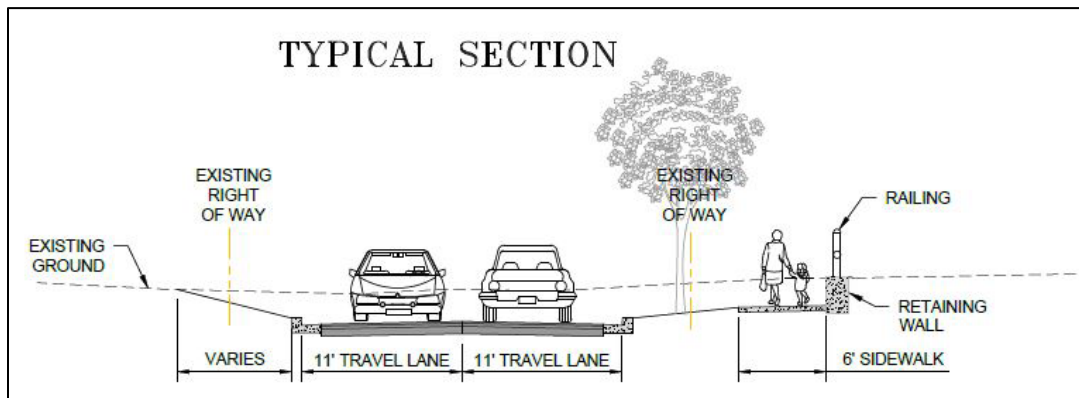 TYPICAL SECTION
EXISTING
RIGHT
OF WAY
EXISTING
RIGHT
OF WAY
RAILING
EXISTING
GROUND
RETAINING
WALL
VARIES
11' TRAVEL LANE
11' TRAVEL LANE
6' SIDEWALK